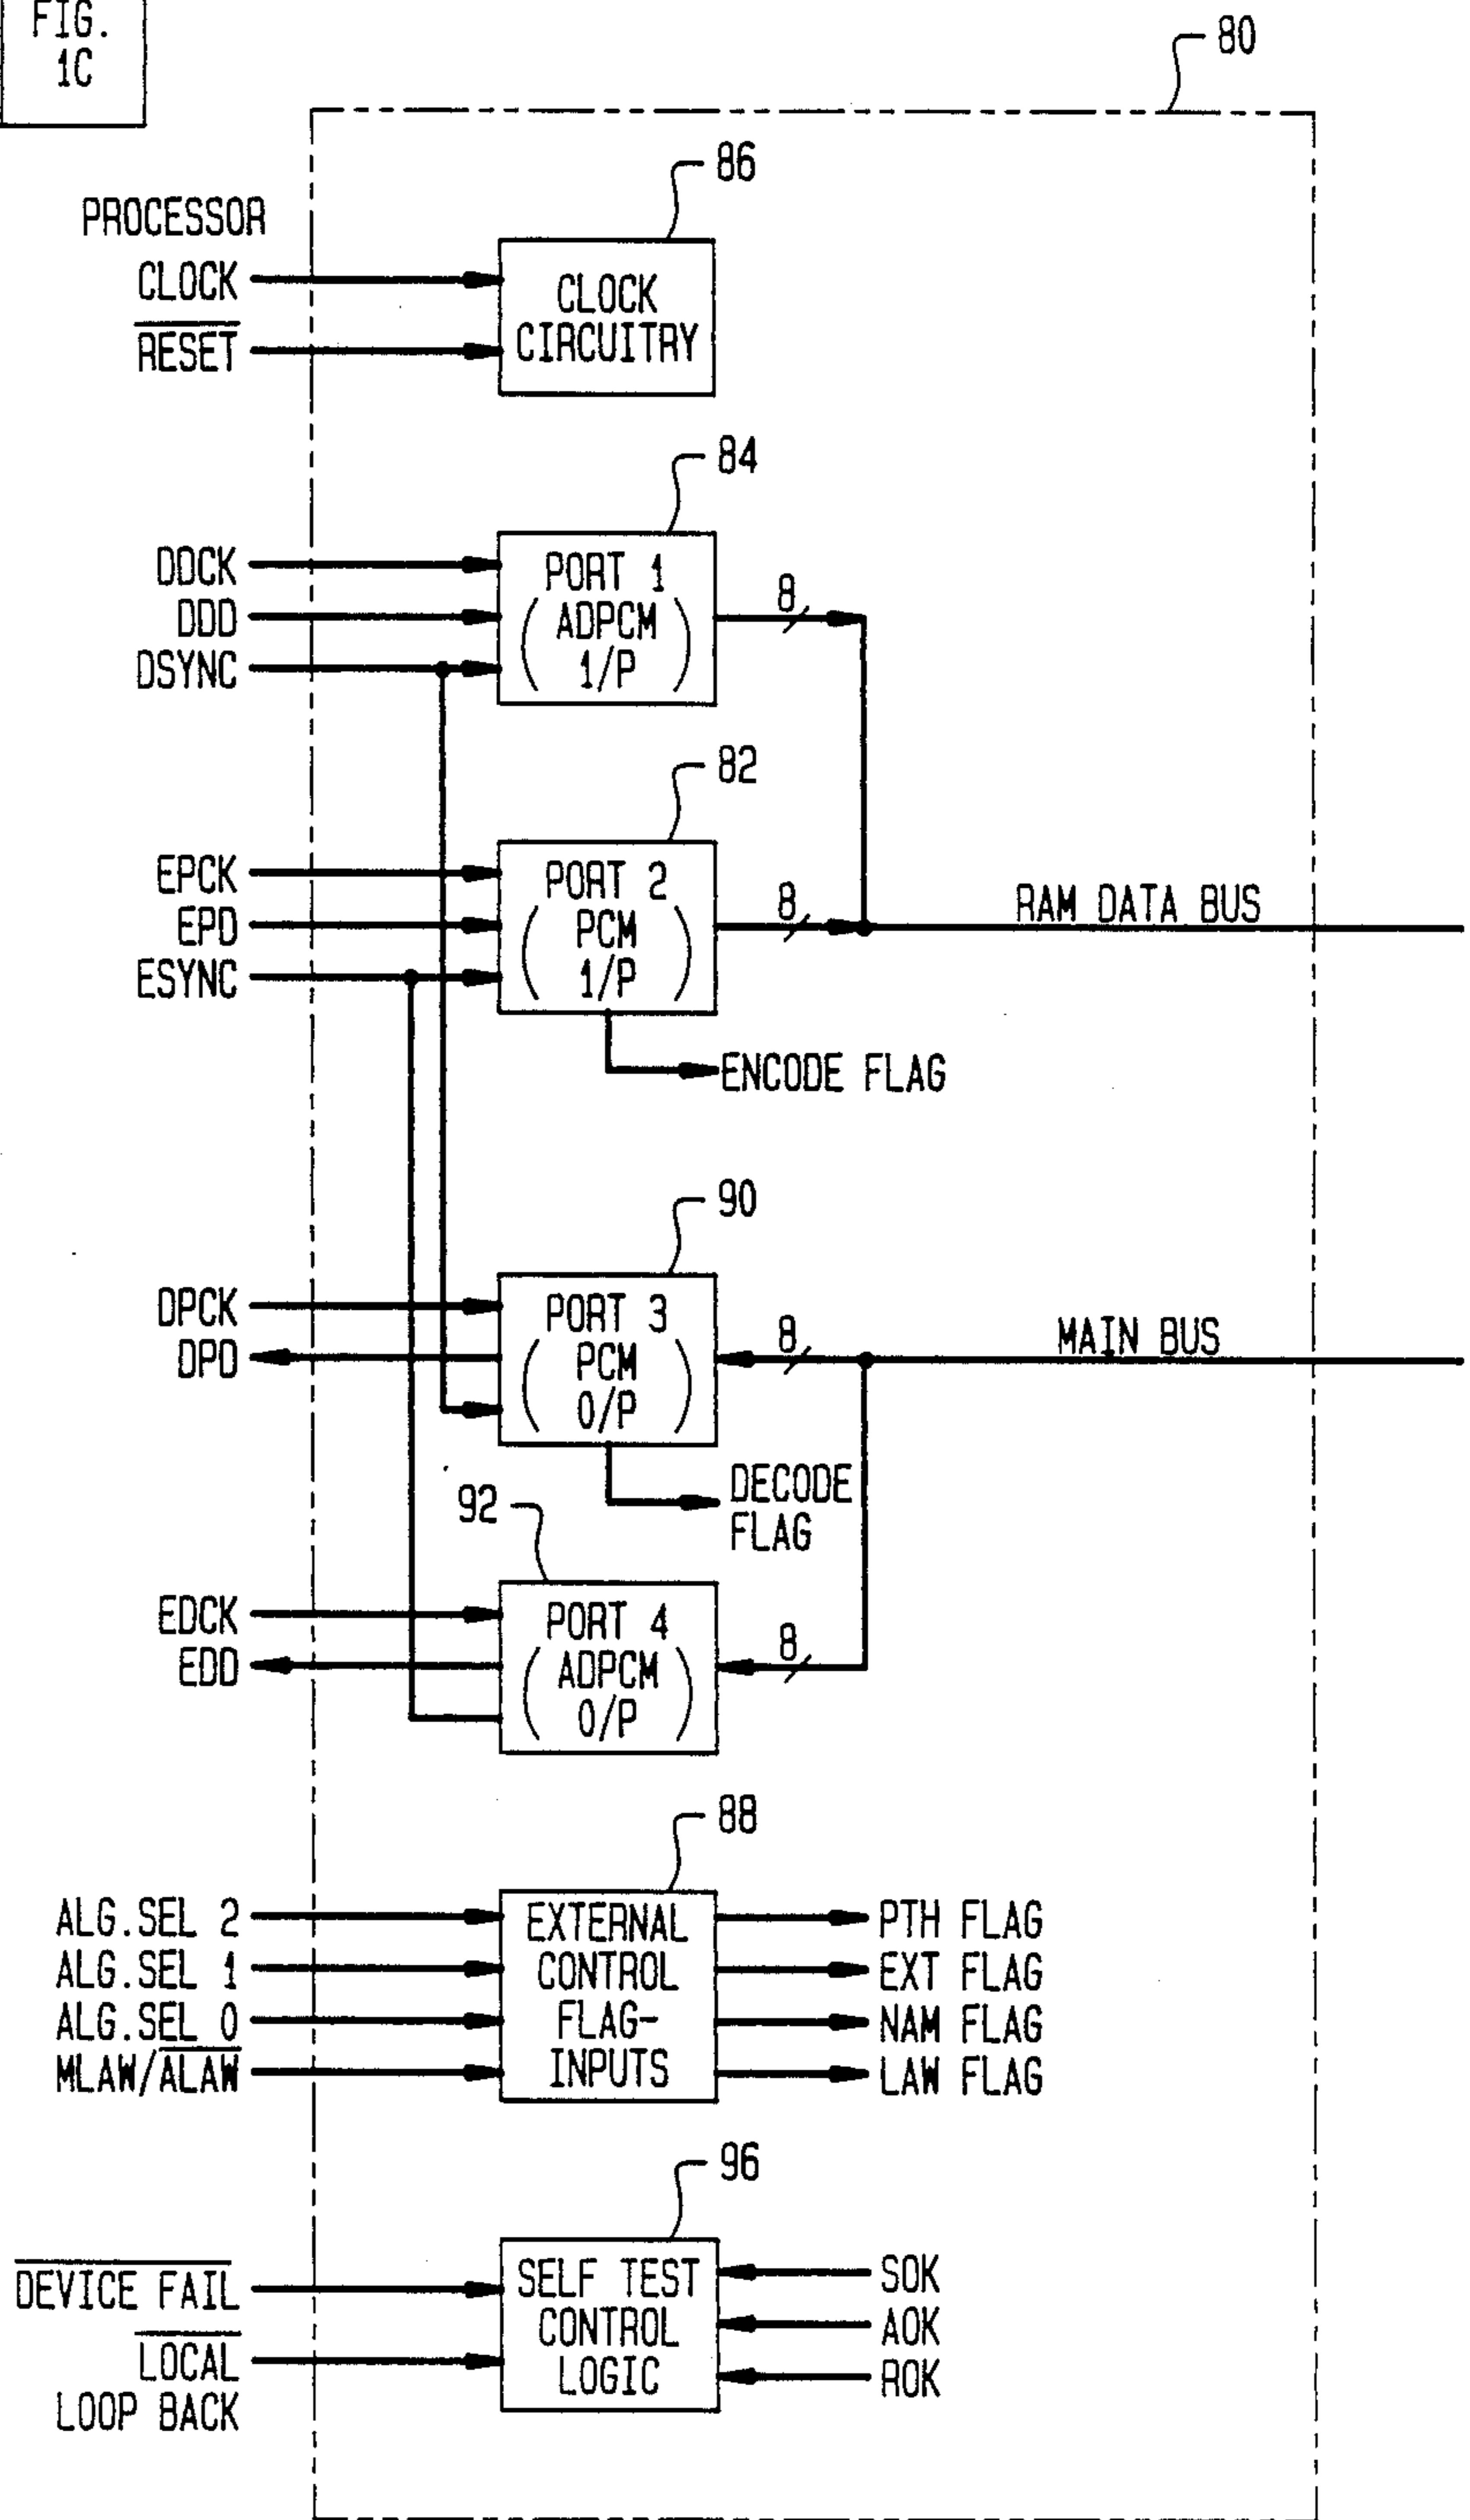 FIG.
1C
80
86
PROCESSOR
CLOCK
RESET
CLOCK
CIRCUITRY
84
DDCK
DDD
DSYNC
PORT 1
( ADPCM
1/P )
8
82
EPCK
EPD
ESYNC
PORT 2
( PCM
1/P )
8
RAM DATA BUS
ENCODE FLAG
90
DPCK
DPD
PORT 3
( PCM
O/P )
8
MAIN BUS
DECODE
FLAG
92
EDCK
EDD
PORT 4
( ADPCM
O/P )
8
88
ALG.SEL 2
ALG.SEL 1
ALG.SEL 0
MLAW/ALAW
EXTERNAL
CONTROL
FLAG-
INPUTS
PTH FLAG
EXT FLAG
NAM FLAG
LAW FLAG
96
DEVICE FAIL
LOCAL
LOOP BACK
SELF TEST
CONTROL
LOGIC
SOK
AOK
ROK